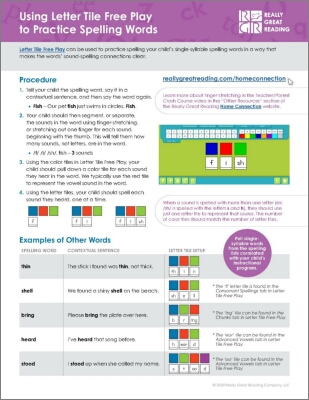 Using Letter Tile Free Play
to Practice Spelling Words
REALLY
GREAT
READING
Letter Tile Free Play can be used to practice spelling your child's single-syllable spelling words in a way that
makes the words' sound-spelling connections clear.
Procedure
1. Tell your child the spelling word, say it in a
contextual sentence, and then say the word again.
• Fish – Our pet fish just swims in circles. Fish.
2. Your child should then segment, or separate,
the sounds in the word using finger-stretching,
or stretching out one finger for each sound,
beginning with the thumb. This will tell them how
many sounds, not letters, are in the word.
• /f/ /ĭ/ /sh/, fish – 3 sounds
3. Using the color tiles in Letter Tile Free Play, your
child should pull down a color tile for each sound
they hear in the word. We typically use the red tile
to represent the vowel sound in the word.
4. Using the letter tiles, your child should spell each
sound they heard, one at a time.
f
f i
f i sh
reallygreatreading.com/homeconnection
Learn more about finger-stretching in the Teacher/Parent
Crash Course video in the "Other Resources" section of
the Really Great Reading Home Connection website.
f i sh
When a sound is spelled with more than one letter (ex.
/sh/ is spelled with the letters s and h), they should use
just one letter tile to represent that sound. The number
of color tiles should match the number of letter tiles.
Pull single-
syllable words
from the spelling
lists correlated
with your child's
instructional
program.
Examples of Other Words
SPELLING WORD CONTEXTUAL SENTENCE LETTER TILE SETUP
thin The stick I found was thin, not thick.
th i n
shell We found a shiny shell on the beach.
sh e ll
* The 'll' letter tile can be found in the
Consonant Spellings tab in Letter
Tile Free Play.
bring Please bring the plate over here.
b r ing
* The 'ing' tile can be found in the
Chunks tab in Letter Tile Free Play.
heard I've heard that song before.
h ear d
* The 'ear' tile can be found in the
Advanced Vowels tab in Letter
Tile Free Play.
stood I stood up when she called my name.
s t oo d
* The 'oo' tile can be found in the
Advanced Vowels tab in Letter
Tile Free Play.